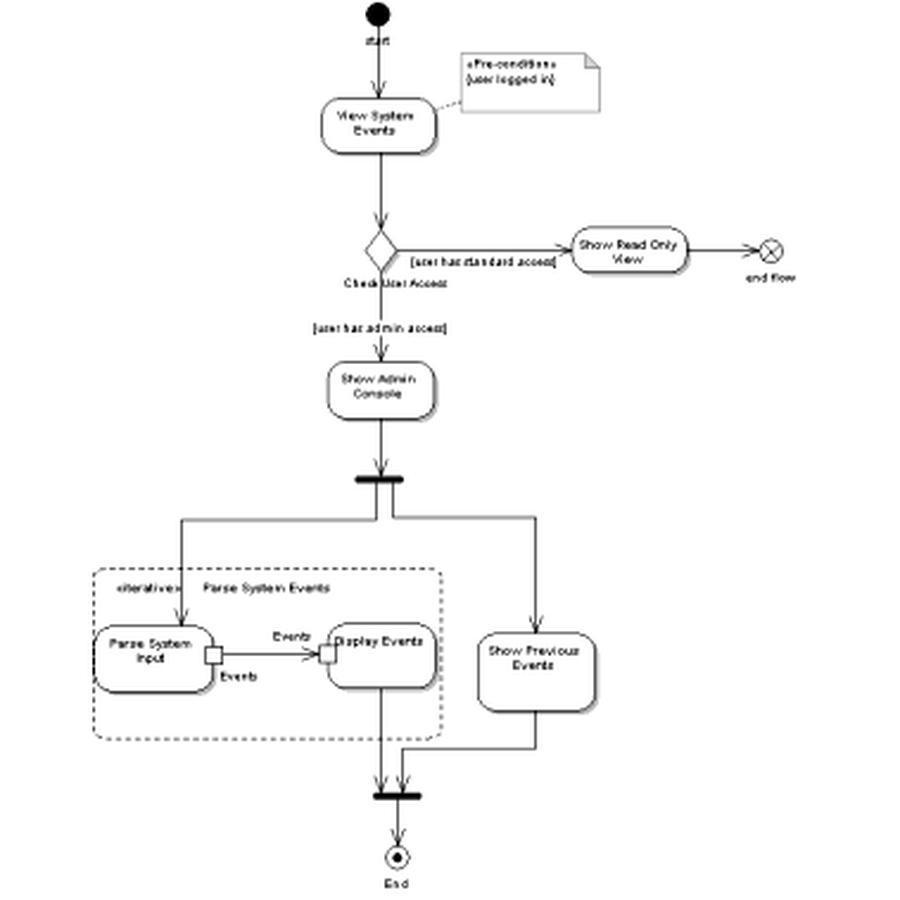 start
«Pre-condition»
{user logged in}
View System
Events
[user has standard access]
Show Read Only
View
end flow
Check User Access
[user has admin access]
Show Admin
Console
«iterative»
Parse System Events
Parse System
Input
Events
Events
Display Events
Show Previous
Events
End